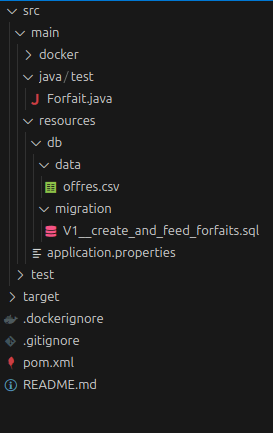 src
main
docker
java/test
Forfait.java
resources
db
data
offres.csv
migration
V1__create_and_feed_forfaits.sql
application.properties
test
target
.dockerignore
.gitignore
pom.xml
README.md